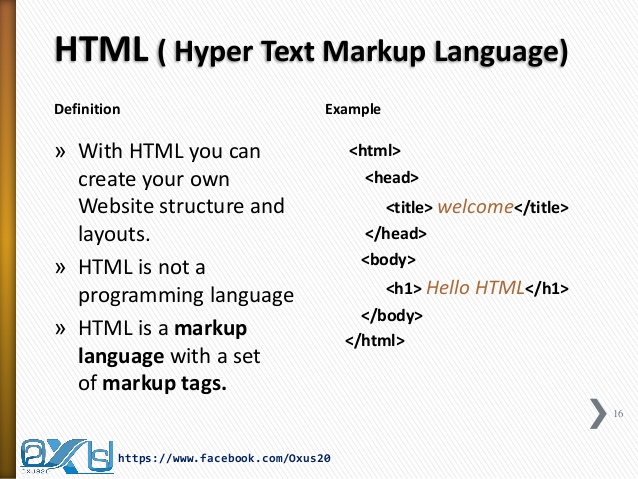 HTML ( Hyper Text Markup Language)
Definition
» With HTML you can
create your own
Website structure and
layouts.
» HTML is not a
programming language
» HTML is a markup
language with a set
of markup tags.
Example
<html>
<head>
<title> welcome</title>
</head>
<body>
<h1> Hello HTML</h1>
</body>
</html>
16
https://www.facebook.com/Oxus20